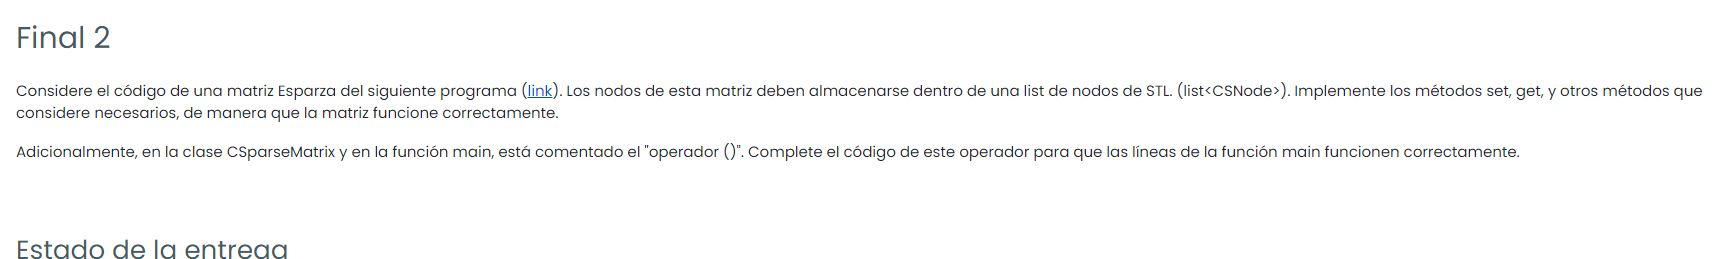 Final 2
Considere el código de una matriz Esparza del siguiente programa (link). Los nodos de esta matriz deben almacenarse dentro de una list de nodos de STL. (list<CSNode>). Implemente los métodos set, get, y otros métodos que
considere necesarios, de manera que la matriz funcione correctamente.
Adicionalmente, en la clase CSparseMatrix y en la función main, está comentado el "operador ()". Complete el código de este operador para que las líneas de la función main funcionen correctamente.
Estado de la entrega